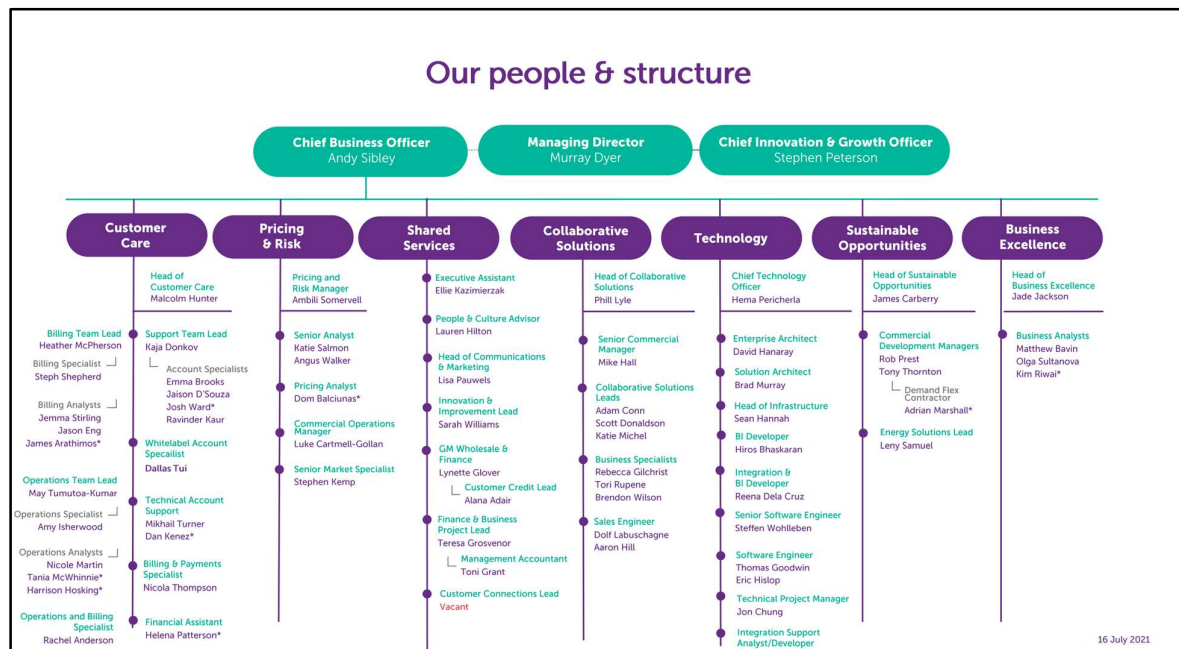 Our people & structure
Chief Business Officer
Andy Sibley
Managing Director
Murray Dyer
Chief Innovation & Growth Officer
Stephen Peterson
Customer
Care
Head of
Customer Care
Malcolm Hunter
Billing Team Lead
Heather McPherson
Billing Specialist
Steph Shepherd
Billing Analysts
Jemma Stirling
Jason Eng
James Arathimos*
Operations Team Lead
May Tumutoa-Kumar
Operations Specialist
Amy Isherwood
Operations Analysts
Nicole Martin
Tania McWhinnie*
Harrison Hosking*
Operations and Billing
Specialist
Rachel Anderson
Support Team Lead
Kaja Donkov
Account Specialists
Emma Brooks
Jaison D'Souza
Josh Ward*
Ravinder Kaur
Whitelabel Account
Specailist
Dallas Tui
Technical Account
Support
Mikhail Turner
Dan Kenez*
Billing & Payments
Specialist
Nicola Thompson
Financial Assistant
Helena Patterson*
Pricing
& Risk
Pricing and
Risk Manager
Ambili Somervell
Senior Analyst
Katie Salmon
Angus Walker
Pricing Analyst
Dom Balciunas*
Commercial Operations
Manager
Luke Cartmell-Gollan
Senior Market Specialist
Stephen Kemp
Shared
Services
Executive Assistant
Ellie Kazimierzak
People & Culture Advisor
Lauren Hilton
Head of Communications
& Marketing
Lisa Pauwels
Innovation &
Improvement Lead
Sarah Williams
GM Wholesale &
Finance
Lynette Glover
Customer Credit Lead
Alana Adair
Finance & Business
Project Lead
Teresa Grosvenor
Management Accountant
Toni Grant
Customer Connections Lead
Vacant
Collaborative
Solutions
Head of Collaborative
Solutions
Phill Lyle
Senior Commercial
Manager
Mike Hall
Collaborative Solutions
Leads
Adam Conn
Scott Donaldson
Katie Michel
Business Specialists
Rebecca Gilchrist
Tori Rupene
Brendon Wilson
Sales Engineer
Dolf Labuschagne
Aaron Hill
Technology
Chief Technology
Officer
Hema Pericherla
Enterprise Architect
David Hanaray
Solution Architect
Brad Murray
Head of Infrastructure
Sean Hannah
BI Developer
Hiros Bhaskaran
Integration &
BI Developer
Reena Dela Cruz
Senior Software Engineer
Steffen Wohlleben
Software Engineer
Thomas Goodwin
Eric Hislop
Technical Project Manager
Jon Chung
Integration Support
Analyst/Developer
Sustainable
Opportunities
Head of Sustainable
Opportunities
James Carberry
Commercial
Development Managers
Rob Prest
Tony Thornton
Demand Flex
Contractor
Adrian Marshall*
Energy Solutions Lead
Leny Samuel
Business
Excellence
Head of
Business Excellence
Jade Jackson
Business Analysts
Matthew Bavin
Olga Sultanova
Kim Riwai*
16 July 2021